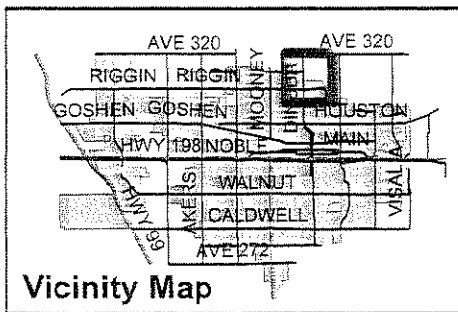 AVE 320 AVE 320
RIGGIN RIGGIN
MOONEY
GOSHEN GOSHEN HOUSTON
MAIN
HWY 198 NOBLE
WALNUT
AKERS
CALDWELL
HWY 99
AVE 272
Vicinity Map